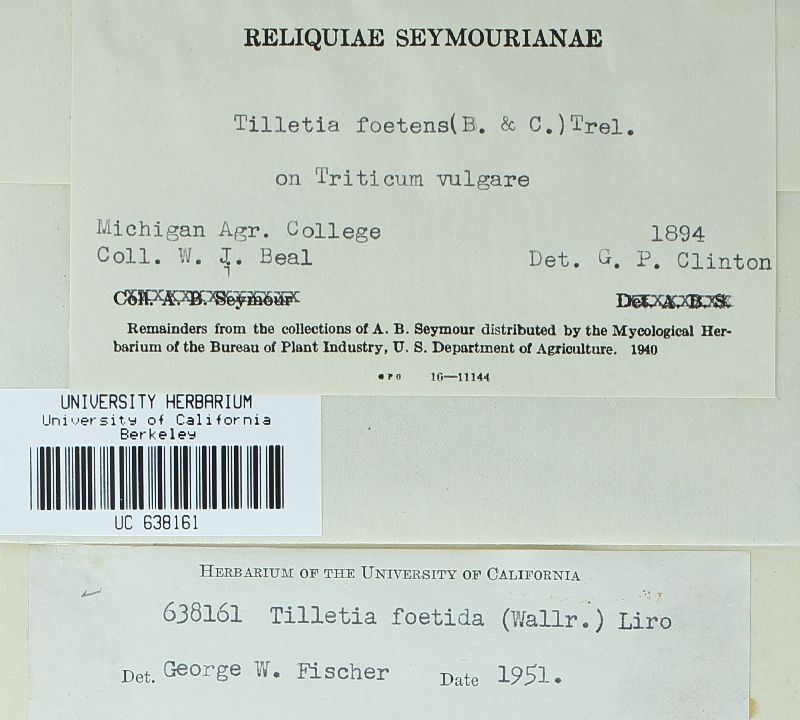 RELIQUIAE SEYMOURIANAE
Tilletia foetens(B. & C.)Trel.
on Triticum vulgare
Michigan Agr. College 1894
Coll. W. J. Beal Det. G. P. Clinton
Coll. A. B. Seymour Det. A. B. S.
Remainders from the collections of A. B. Seymour distributed by the Mycological Her-
barium of the Bureau of Plant Industry, U. S. Department of Agriculture. 1940
GPO 16—11144
UNIVERSITY HERBARIUM
University of California
Berkeley
UC 638161
HERBARIUM OF THE UNIVERSITY OF CALIFORNIA
638161 Tilletia foetida (Wallr.) Liro
Det. George W. Fischer Date 1951.